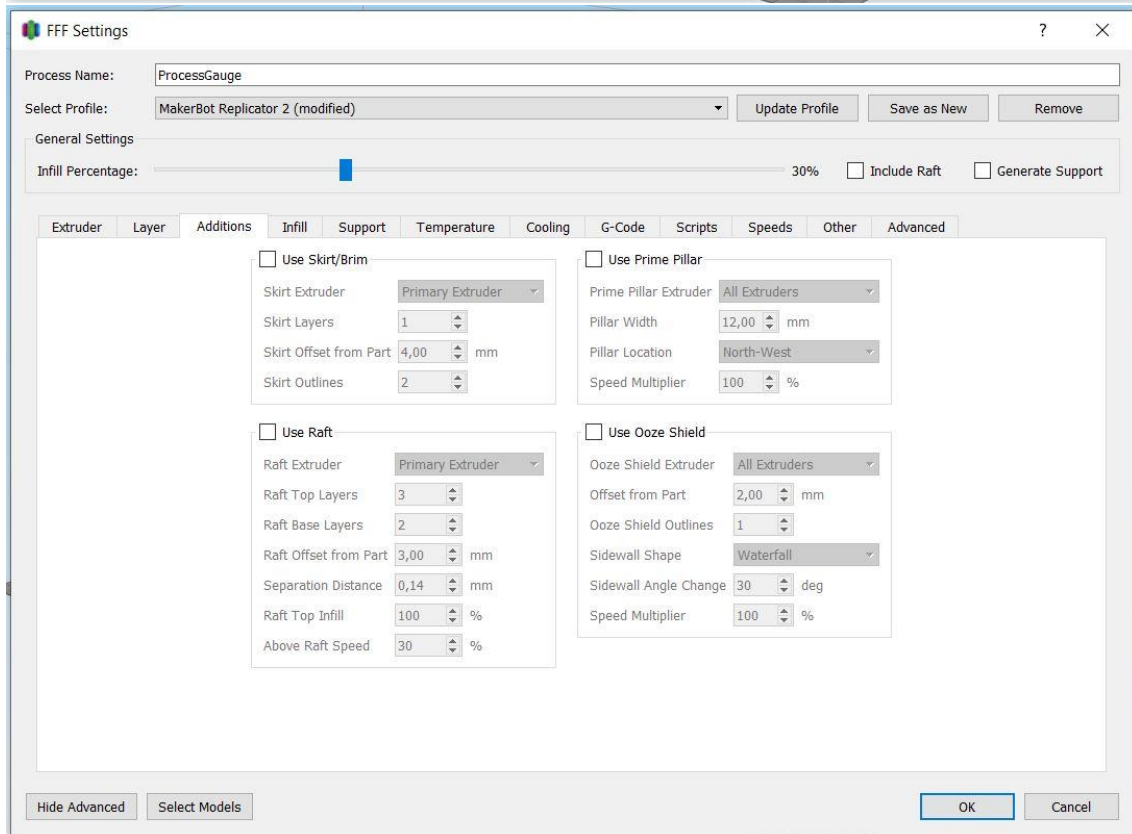 FFF Settings ?
Process Name: ProcessGauge
Select Profile: MakerBot Replicator 2 (modified) Update Profile Save as New Remove
General Settings
Infill Percentage: 30% Include Raft Generate Support
Extruder Layer Additions Infill Support Temperature Cooling G-Code Scripts Speeds Other Advanced
Use Skirt/Brim
Skirt Extruder Primary Extruder
Skirt Layers 1
Skirt Offset from Part 4,00 mm
Skirt Outlines 2
Use Prime Pillar
Prime Pillar Extruder All Extruders
Pillar Width 12,00 mm
Pillar Location North-West
Speed Multiplier 100 %
Use Raft
Raft Extruder Primary Extruder
Raft Top Layers 3
Raft Base Layers 2
Raft Offset from Part 3,00 mm
Separation Distance 0,14 mm
Raft Top Infill 100 %
Above Raft Speed 30 %
Use Ooze Shield
Ooze Shield Extruder All Extruders
Offset from Part 2,00 mm
Ooze Shield Outlines 1
Sidewall Shape Waterfall
Sidewall Angle Change 30 deg
Speed Multiplier 100 %
Hide Advanced Select Models OK Cancel